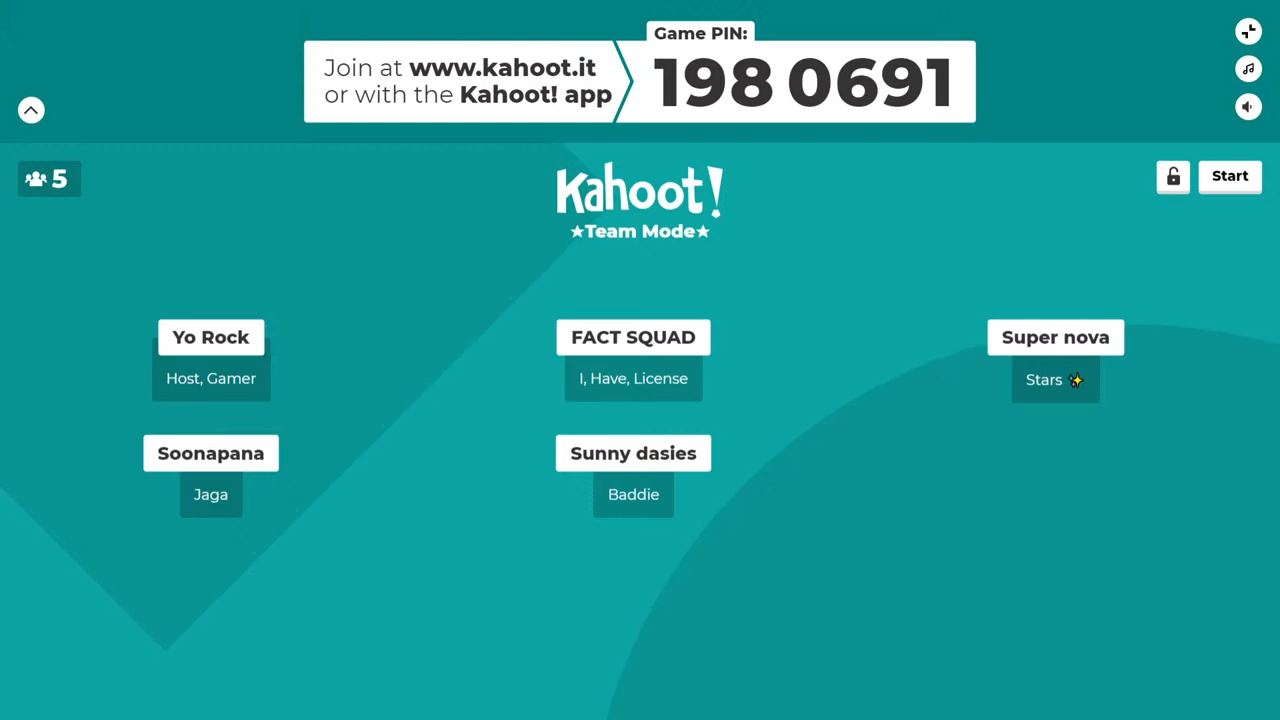 Game PIN:
Join at www.kahoot.it
or with the Kahoot! app
198 0691
5
Kahoot!
★Team Mode★
Start
Yo Rock
Host, Gamer
FACT SQUAD
I, Have, License
Super nova
Stars ✨
Soonapana
Jaga
Sunny dasies
Baddie